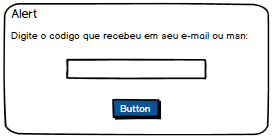 Alert
Digite o codigo que recebeu em seu e-mail ou msn:
Button